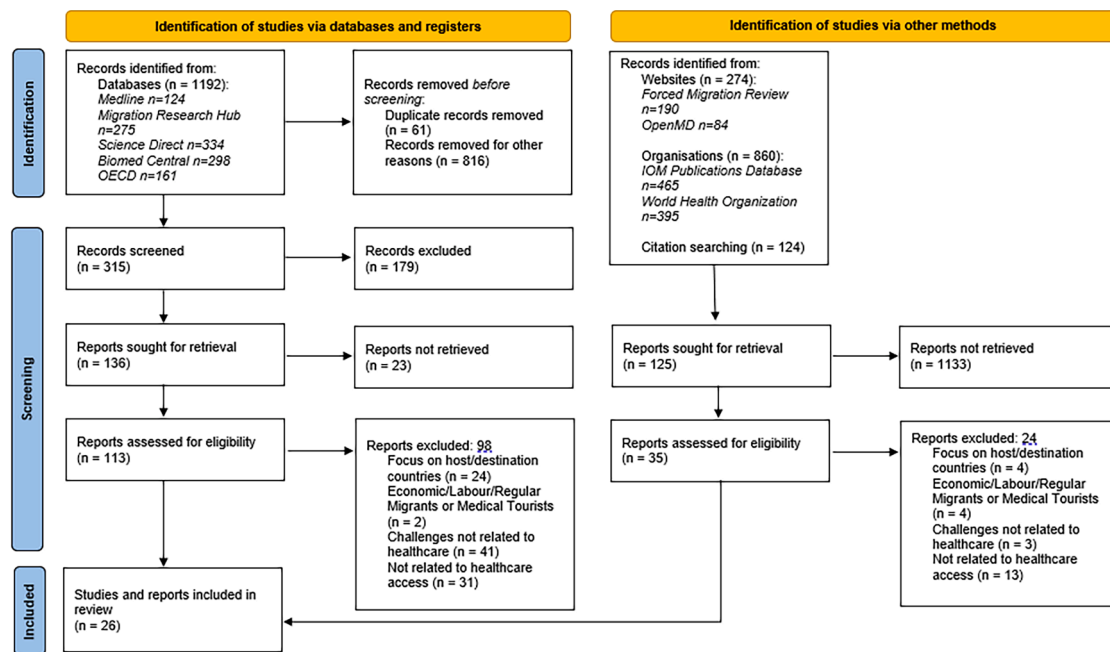 Identification of studies via databases and registers
Identification of studies via other methods
Identification
Records identified from:
Databases (n = 1192):
Medline n=124
Migration Research Hub
n=275
Science Direct n=334
Biomed Central n=298
OECD n=161
Records removed before
screening:
Duplicate records removed
(n = 61)
Records removed for other
reasons (n = 816)
Records identified from:
Websites (n = 274):
Forced Migration Review
n=190
OpenMD n=84
Organisations (n = 860):
IOM Publications Database
n=465
World Health Organization
n=395
Citation searching (n = 124)
Screening
Records screened
(n = 315)
Records excluded
(n = 179)
Reports sought for retrieval
(n = 136)
Reports not retrieved
(n = 23)
Reports sought for retrieval
(n = 125)
Reports not retrieved
(n = 1133)
Reports assessed for eligibility
(n = 113)
Reports excluded: 98
Focus on host/destination
countries (n = 24)
Economic/Labour/Regular
Migrants or Medical Tourists
(n = 2)
Challenges not related to
healthcare (n = 41)
Not related to healthcare
access (n = 31)
Reports assessed for eligibility
(n = 35)
Reports excluded: 24
Focus on host/destination
countries (n = 4)
Economic/Labour/Regular
Migrants or Medical Tourists
(n = 4)
Challenges not related to
healthcare (n = 3)
Not related to healthcare
access (n = 13)
Included
Studies and reports included in
review
(n = 26)